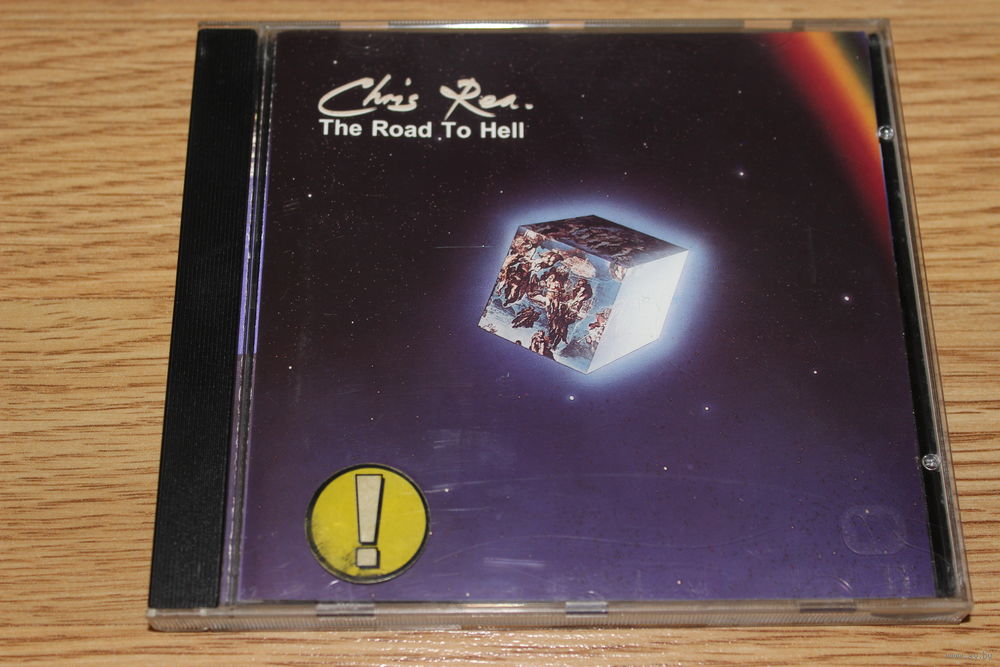 Chris Rea.
The Road To Hell
!